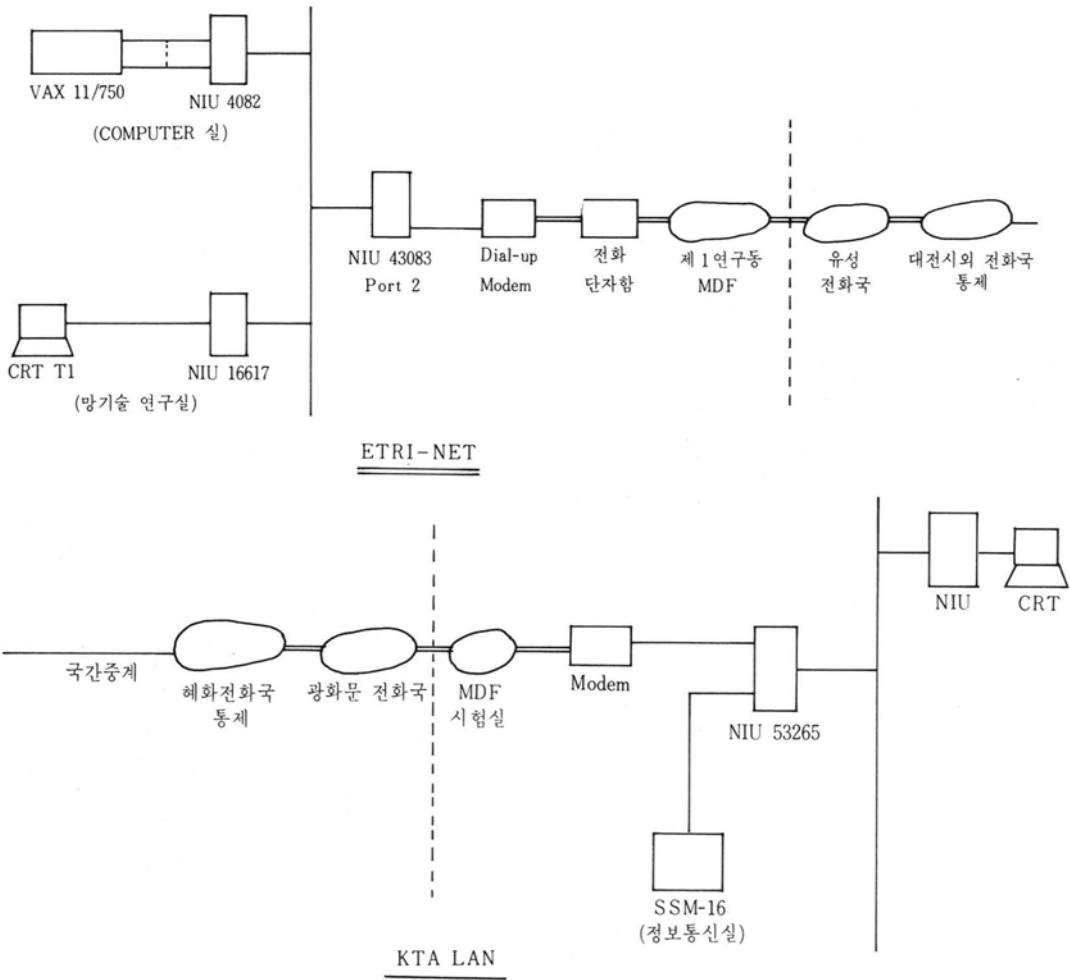 VAX 11/750
NIU 4082
(COMPUTER 실)
NIU 43083
Port 2
Dial-up
Modem
전화
단자함
제 1 연구동
MDF
유성
전화국
대전시외 전화국
통제
CRT T1
NIU 16617
(망기술 연구실)
ETRI-NET
국간중계
혜화전화국
통제
광화문 전화국
MDF
시험실
Modem
NIU 53265
NIU
CRT
SSM-16
(정보통신실)
KTA LAN